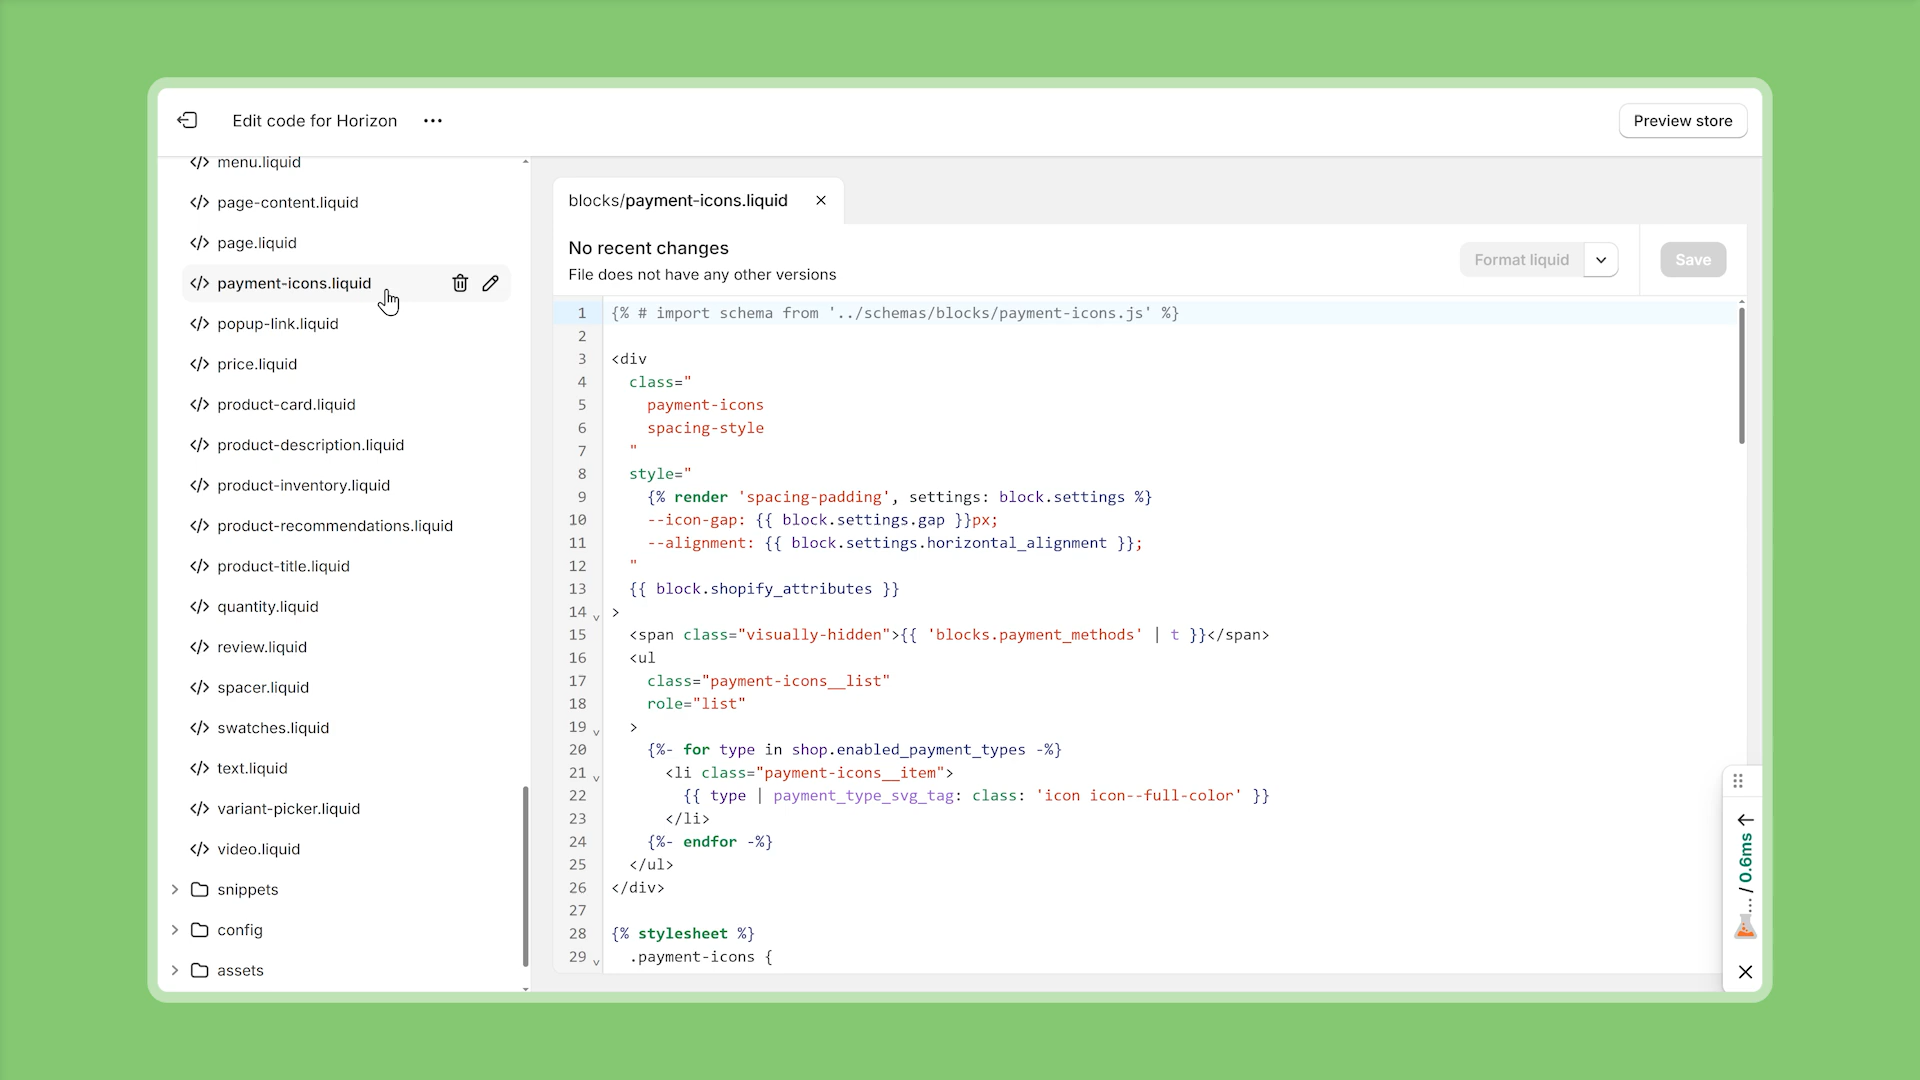 Edit code for Horizon
Preview store
</> menu.liquid
</> page-content.liquid
</> page.liquid
</> payment-icons.liquid
</> popup-link.liquid
</> price.liquid
</> product-card.liquid
</> product-description.liquid
</> product-inventory.liquid
</> product-recommendations.liquid
</> product-title.liquid
</> quantity.liquid
</> review.liquid
</> spacer.liquid
</> swatches.liquid
</> text.liquid
</> variant-picker.liquid
</> video.liquid
snippets
config
assets
blocks/payment-icons.liquid
No recent changes
File does not have any other versions
Format liquid
Save
1 {% # import schema from '../schemas/blocks/payment-icons.js' %}
2
3 <div
4 class="
5 payment-icons
6 spacing-style
7 "
8 style="
9 {% render 'spacing-padding', settings: block.settings %}
10 --icon-gap: {{ block.settings.gap }}px;
11 --alignment: {{ block.settings.horizontal_alignment }};
12 "
13 {{ block.shopify_attributes }}
14 >
15 <span class="visually-hidden">{{ 'blocks.payment_methods' | t }}</span>
16 <ul
17 class="payment-icons__list"
18 role="list"
19 >
20 {%- for type in shop.enabled_payment_types -%}
21 <li class="payment-icons__item">
22 {{ type | payment_type_svg_tag: class: 'icon icon--full-color' }}
23 </li>
24 {%- endfor -%}
25 </ul>
26 </div>
27
28 {% stylesheet %}
29 .payment-icons {
... / 0.6ms